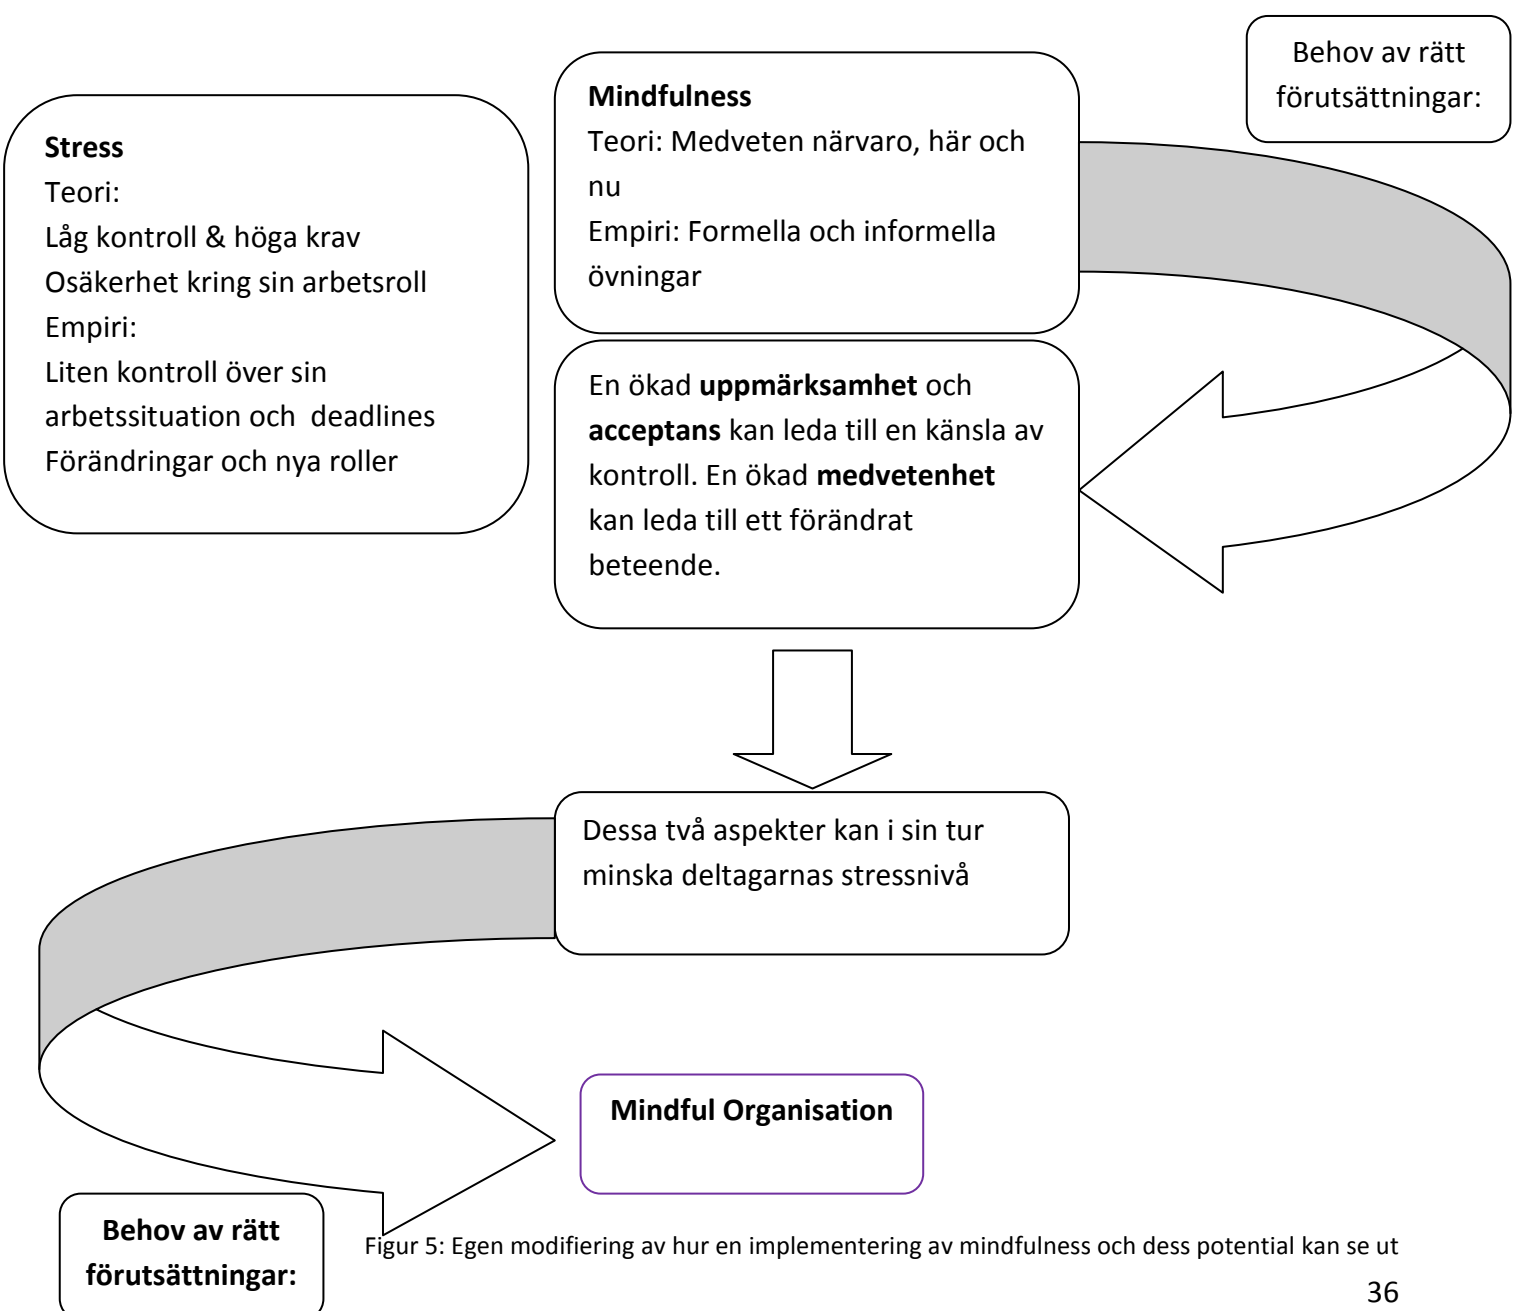 Behov av rätt
förutsättningar:
Stress
Teori:
Låg kontroll & höga krav
Osäkerhet kring sin arbetsroll
Empiri:
Liten kontroll över sin
arbetssituation och  deadlines
Förändringar och nya roller
Mindfulness
Teori: Medveten närvaro, här och
nu
Empiri: Formella och informella
övningar
En ökad uppmärksamhet och
acceptans kan leda till en känsla av
kontroll. En ökad medvetenhet
kan leda till ett förändrat
beteende.
Dessa två aspekter kan i sin tur
minska deltagarnas stressnivå
Mindful Organisation
Behov av rätt
förutsättningar:
Figur 5: Egen modifiering av hur en implementering av mindfulness och dess potential kan se ut
36